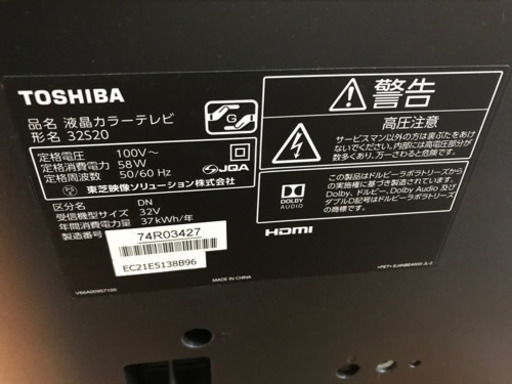 TOSHIBA
品名 液晶カラーテレビ
形名 32S20
定格電圧 100V~
定格消費電力 58W
定格周波数 50/60 Hz
G
JQA
東芝映像ソリューション株式会社
区分名 DN
受信機型サイズ 32V
年間消費電力量 37kWh/年
製造番号
74R03427
EC21E5138B96
MADE IN CHINA
警告
高圧注意
サービスマン以外の方は裏ぶたをあけ
ないでください。内部には高電圧部分が
数多くあり、万一さわると危険です。
DOLBY
AUDIO
この製品はドルビーラボラトリーズから
の実施権に基づき製造されています。
Dolby、ドルビー、Dolby Audio 及び
ダブルD記号はドルビーラボラトリーズ
の商標です。
HDMI